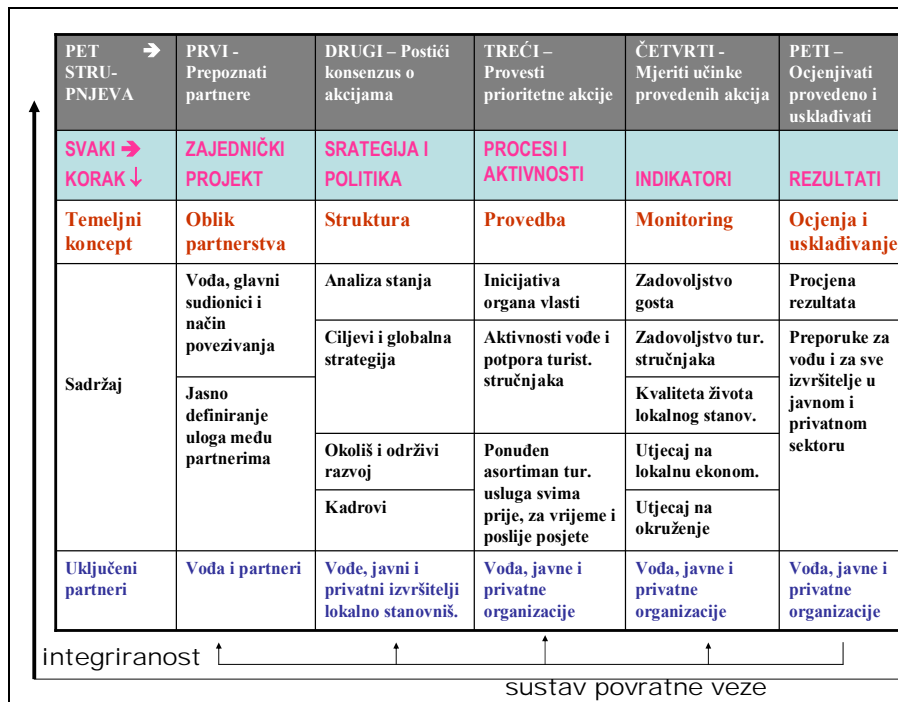 PET ➔
STRU-
PNJEVA
PRVI -
Prepoznati
partnere
DRUGI – Postići
konsenzus o
akcijama
TREĆI –
Provesti
prioritetne akcije
ČETVRTI -
Mjeriti učinke
provedenih akcija
PETI –
Ocjenjivati
provedeno i
usklađivati
SVAKI ➔
KORAK ↓
ZAJEDNIČKI
PROJEKT
SRATEGIJA I
POLITIKA
PROCESI I
AKTIVNOSTI
INDIKATORI
REZULTATI
Temeljni
koncept
Oblik
partnerstva
Struktura
Provedba
Monitoring
Ocjenja i
usklađivanje
Sadržaj
Vođa, glavni
sudionici i
način
povezivanja
Jasno
definiranje
uloga među
partnerima
Analiza stanja
Ciljevi i globalna
strategija
Okoliš i održivi
razvoj
Kadrovi
Inicijativa
organa vlasti
Aktivnosti vođe i
potpora turist.
stručnjaka
Ponuđen
asortiman tur.
usluga svima
prije, za vrijeme i
poslije posjete
Zadovoljstvo
gosta
Zadovoljstvo tur.
stručnjaka
Kvaliteta života
lokalnog stanov.
Utjecaj na
lokalnu ekonom.
Utjecaj na
okruženje
Procjena
rezultata
Preporuke za
vođu i za sve
izvršitelje u
javnom i
privatnom
sektoru
Uključeni
partneri
Vođa i partneri
Vođe, javni i
privatni izvršitelji
lokalno stanovniš.
Vođa, javne i
privatne
organizacije
Vođa, javne i
privatne
organizacije
Vođa, javne i
privatne
organizacije
integriranost
sustav povratne veze